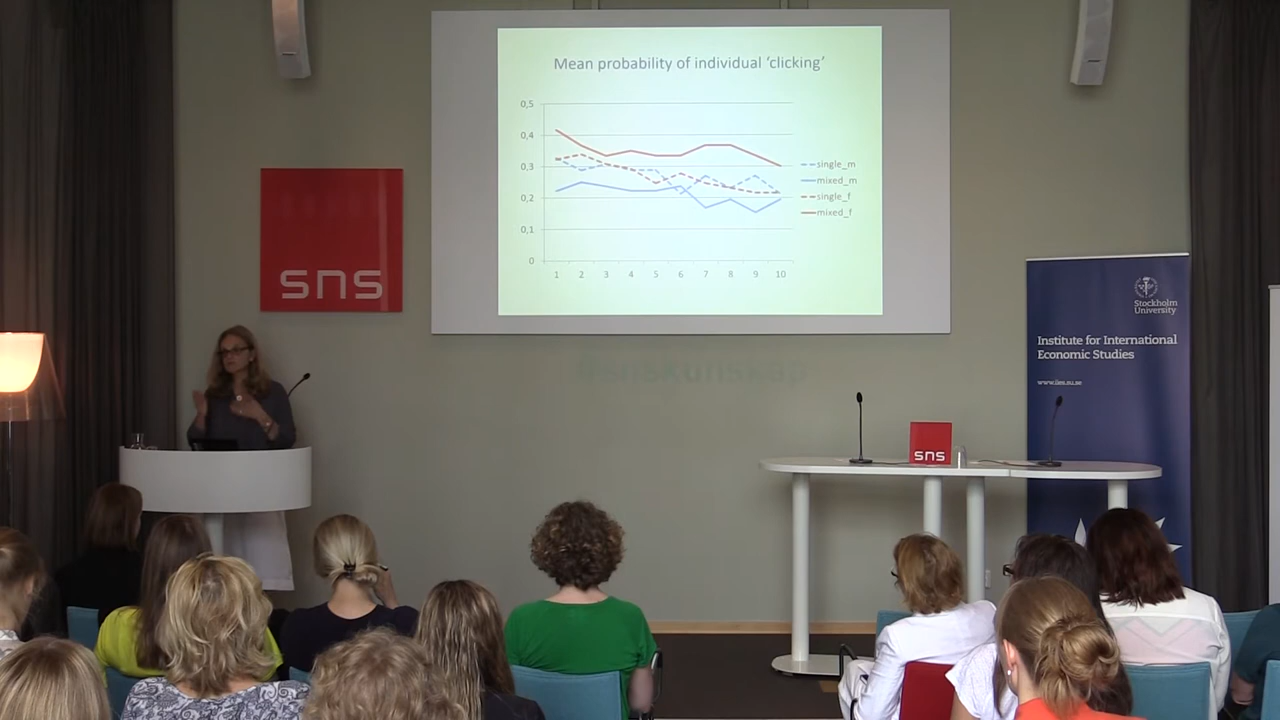 Mean probability of individual ‘clicking’
0,5
0,4
0,3
0,2
0,1
0
1 2 3 4 5 6 7 8 9 10
single_m
mixed_m
single_f
mixed_f
sns
Stockholm
University
Institute for International
Economic Studies
www.iies.su.se
sns